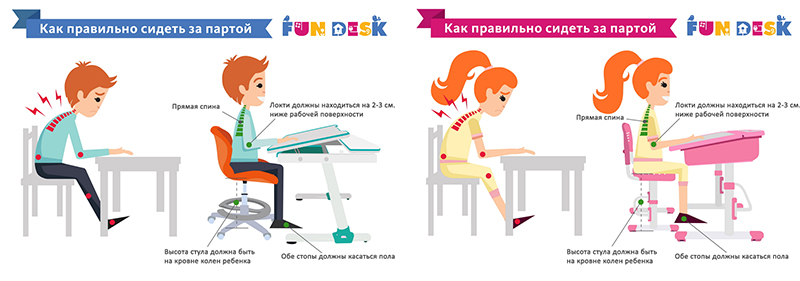 Как правильно сидеть за партой
FUN DESK
Прямая спина
Локти должны находиться на 2-3 см.
ниже рабочей поверхности
Высота стула должна быть
на кровне колен ребенка
Обе стопы должны касаться пола
Как правильно сидеть за партой
FUN DESK
Прямая спина
Локти должны находиться на 2-3 см.
ниже рабочей поверхности
Высота стула должна быть
на кровне колен ребенка
Обе стопы должны касаться пола